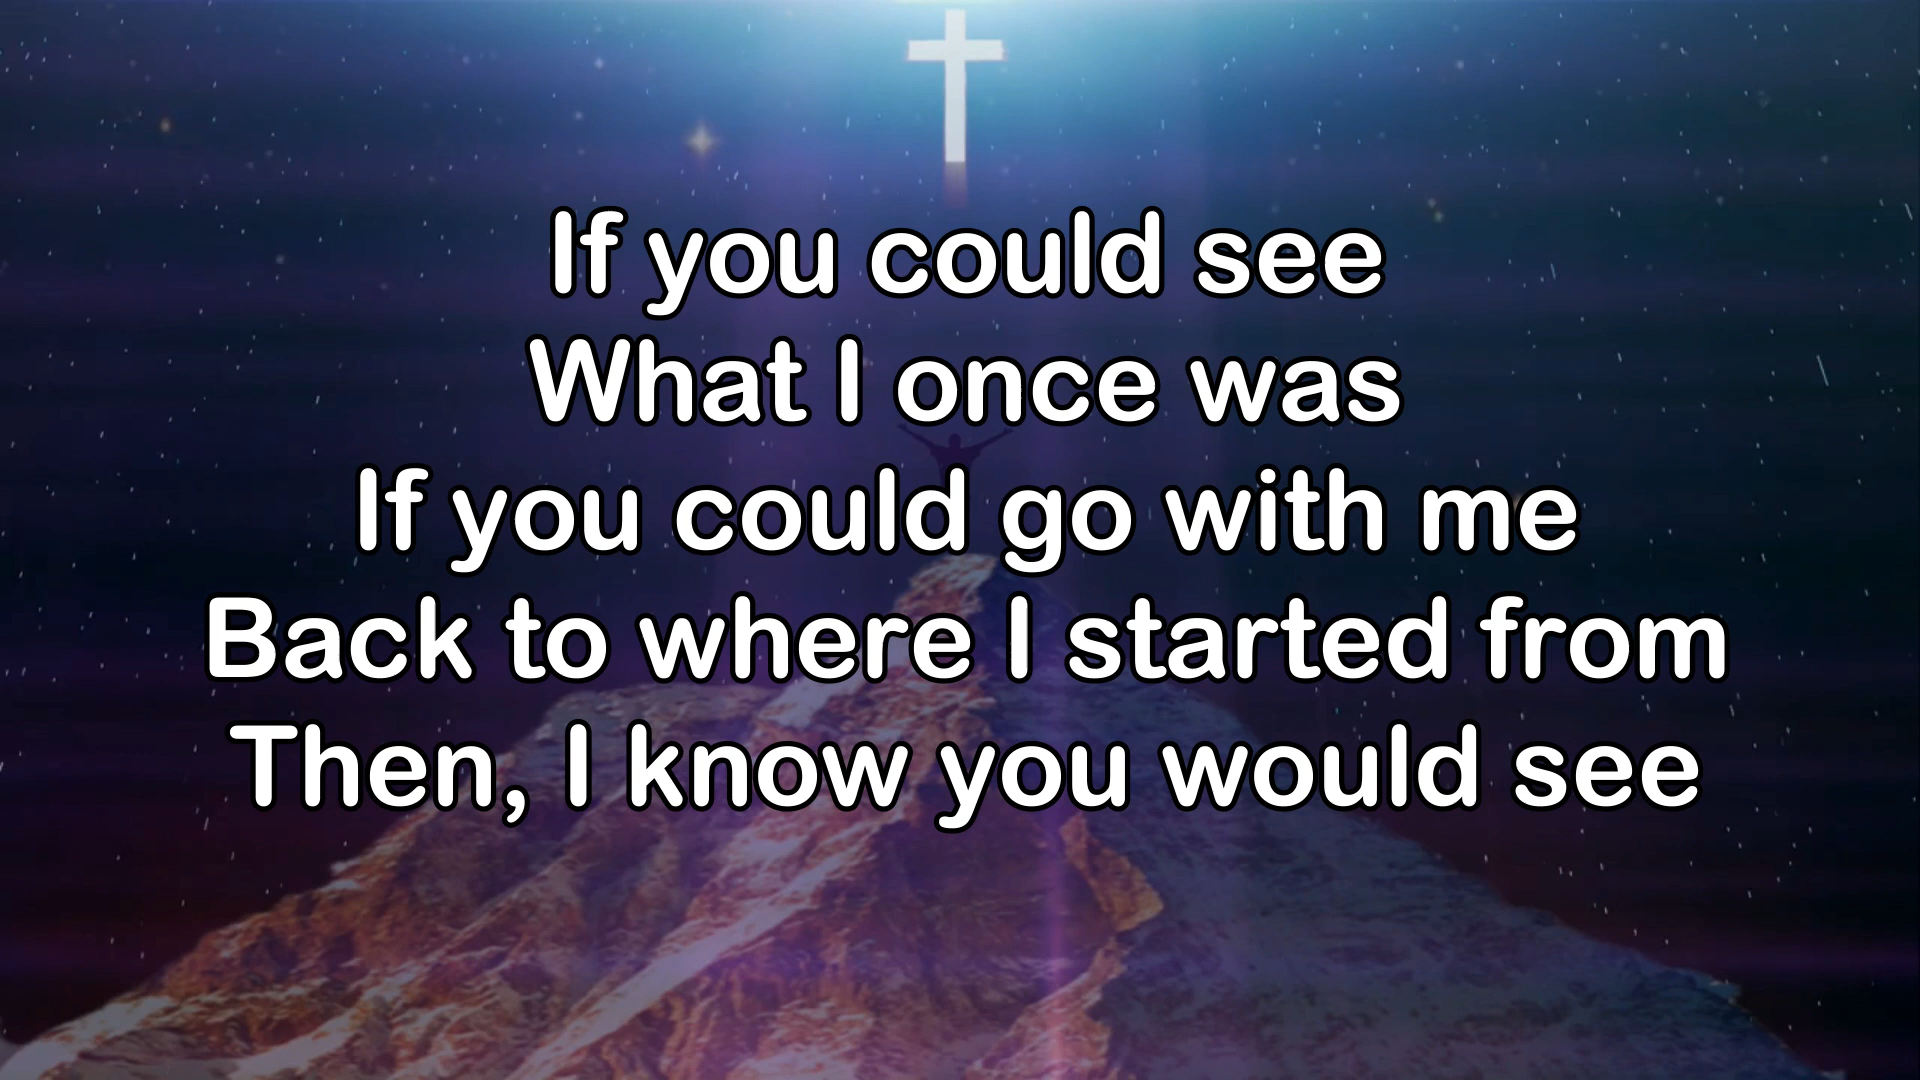 If you could see
What I once was
If you could go with me
Back to where I started from
Then, I know you would see